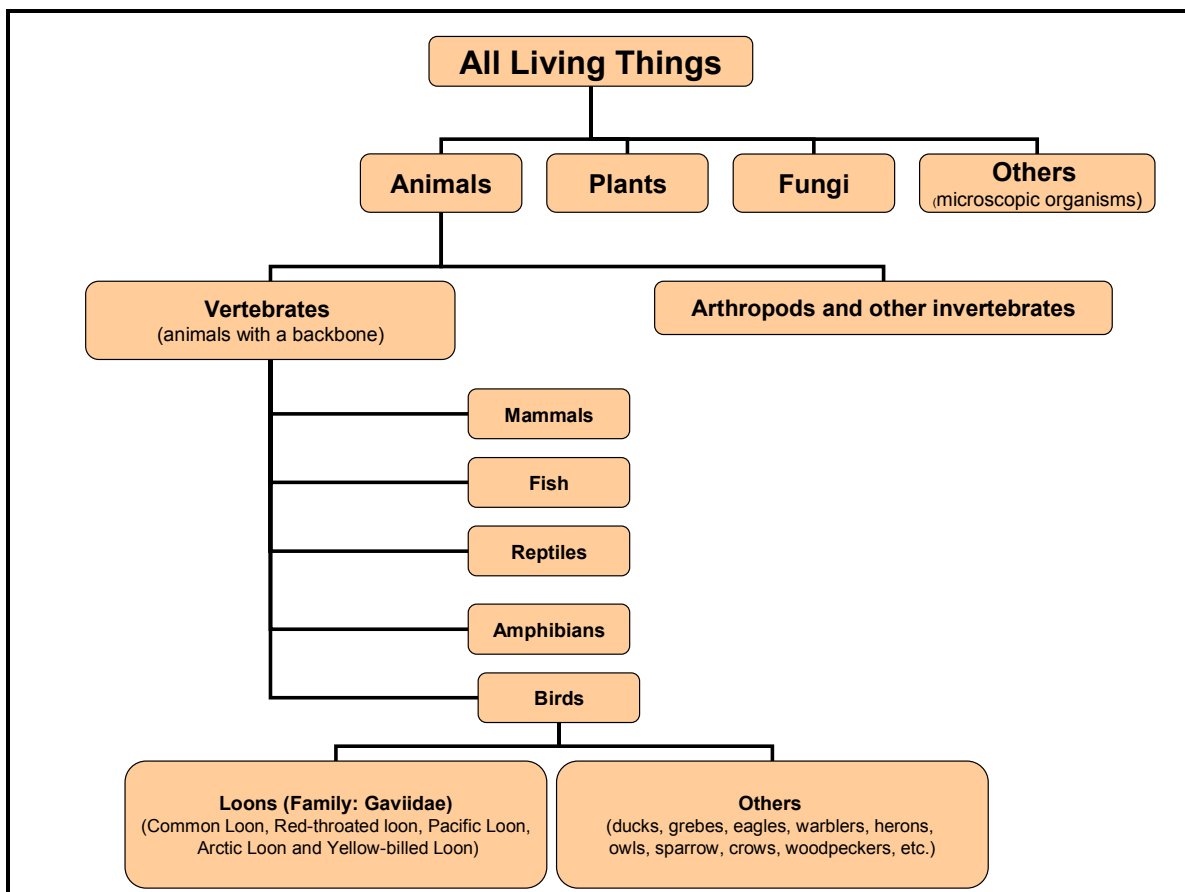 All Living Things
Animals
Plants
Fungi
Others
(microscopic organisms)
Vertebrates
(animals with a backbone)
Arthropods and other invertebrates
Mammals
Fish
Reptiles
Amphibians
Birds
Loons (Family: Gaviidae)
(Common Loon, Red-throated loon, Pacific Loon,
Arctic Loon and Yellow-billed Loon)
Others
(ducks, grebes, eagles, warblers, herons,
owls, sparrow, crows, woodpeckers, etc.)